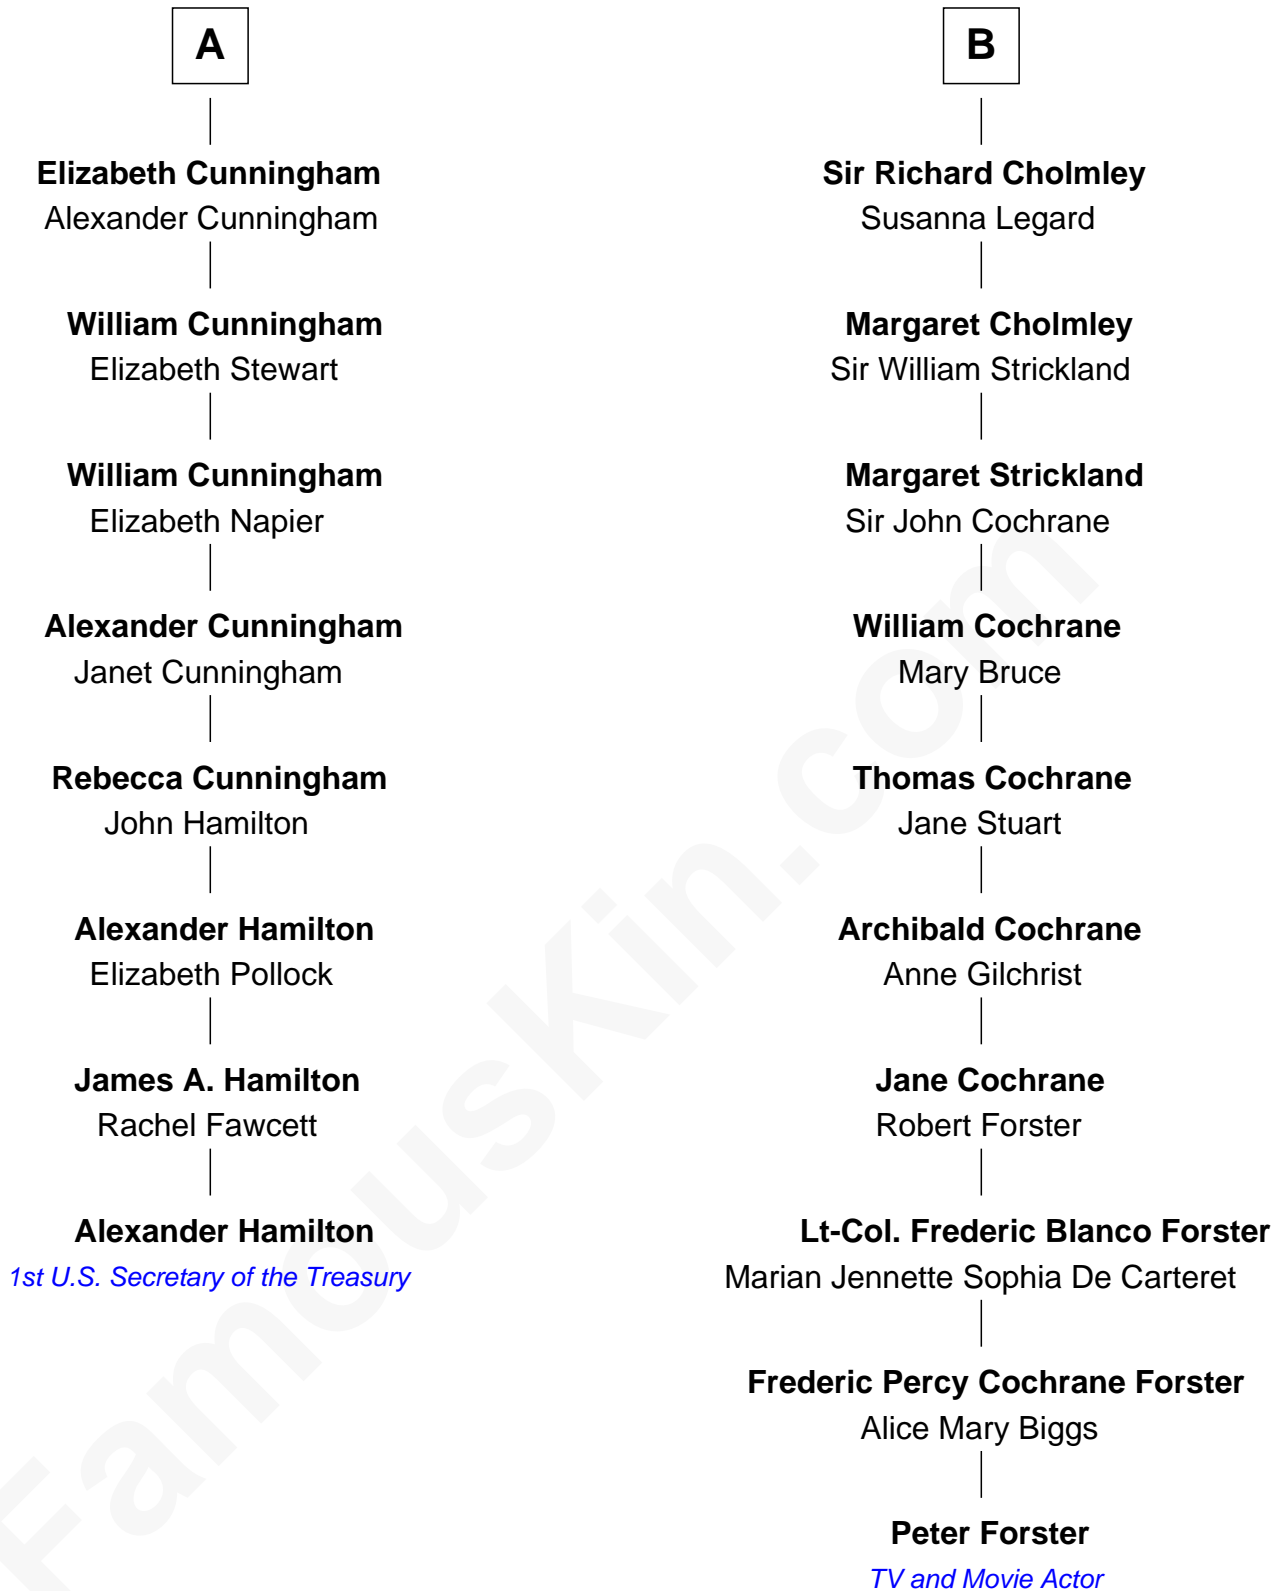 A
Elizabeth Cunningham
Alexander Cunningham
William Cunningham
Elizabeth Stewart
William Cunningham
Elizabeth Napier
Alexander Cunningham
Janet Cunningham
Rebecca Cunningham
John Hamilton
Alexander Hamilton
Elizabeth Pollock
James A. Hamilton
Rachel Fawcett
Alexander Hamilton
1st U.S. Secretary of the Treasury
B
Sir Richard Cholmley
Susanna Legard
Margaret Cholmley
Sir William Strickland
Margaret Strickland
Sir John Cochrane
William Cochrane
Mary Bruce
Thomas Cochrane
Jane Stuart
Archibald Cochrane
Anne Gilchrist
Jane Cochrane
Robert Forster
Lt-Col. Frederic Blanco Forster
Marian Jennette Sophia De Carteret
Frederic Percy Cochrane Forster
Alice Mary Biggs
Peter Forster
TV and Movie Actor
FamousKin.com